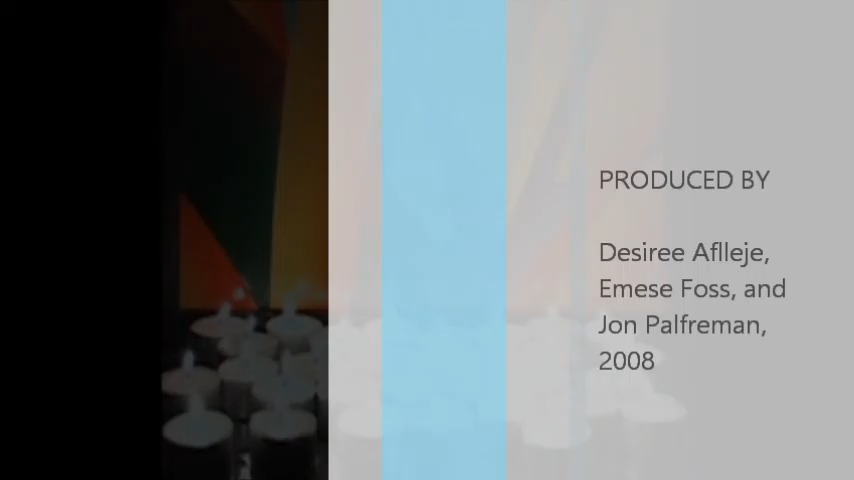 PRODUCED BY
Desiree Aflleje,
Emese Foss, and
Jon Palfreman,
2008